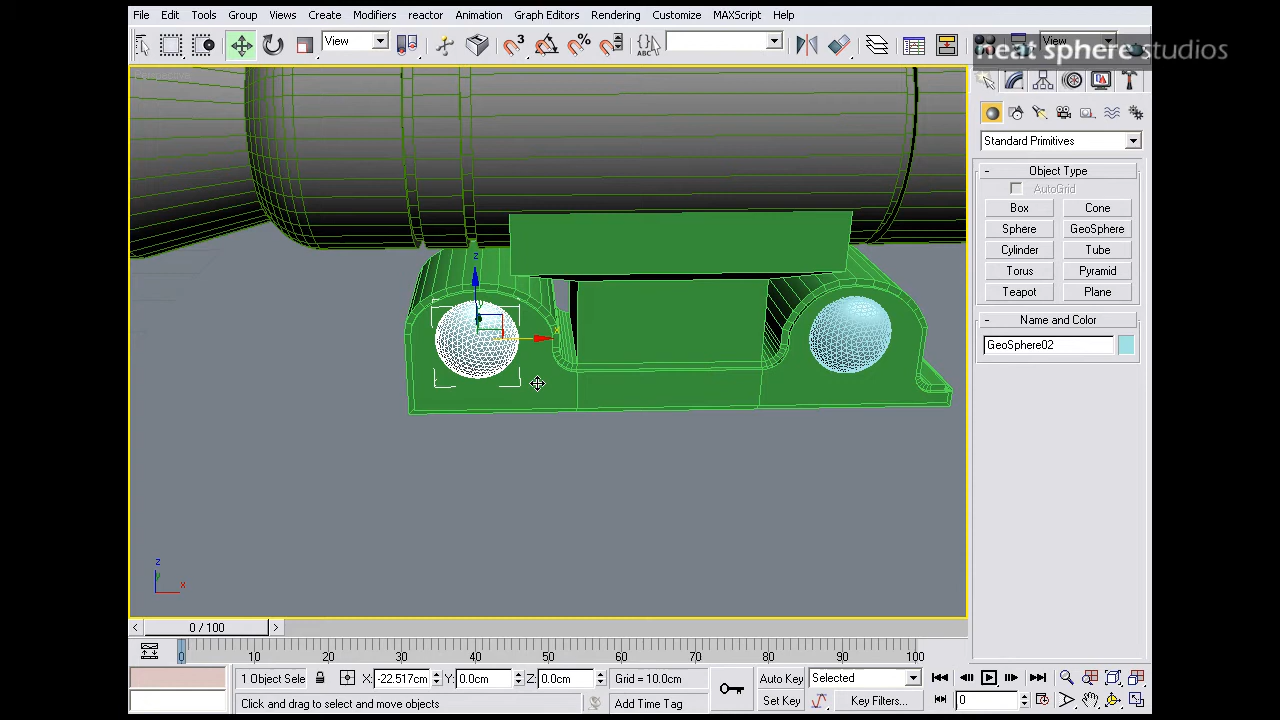 File Edit Tools Group Views Create Modifiers reactor Animation Graph Editors Rendering Customize MAXScript Help
View
3
%
ABC
View
neat sphere studios
Perspective
Standard Primitives
- Object Type
AutoGrid
Box Cone
Sphere GeoSphere
Cylinder Tube
Torus Pyramid
Teapot Plane
- Name and Color
GeoSphere02
z
y
x
z
y
x
< 0 / 100 >
0 10 20 30 40 50 60 70 80 90 100
1 Object Sele X: -22.517cm Y: 0.0cm Z: 0.0cm Grid = 10.0cm Auto Key Selected
Click and drag to select and move objects Add Time Tag Set Key Key Filters... 0